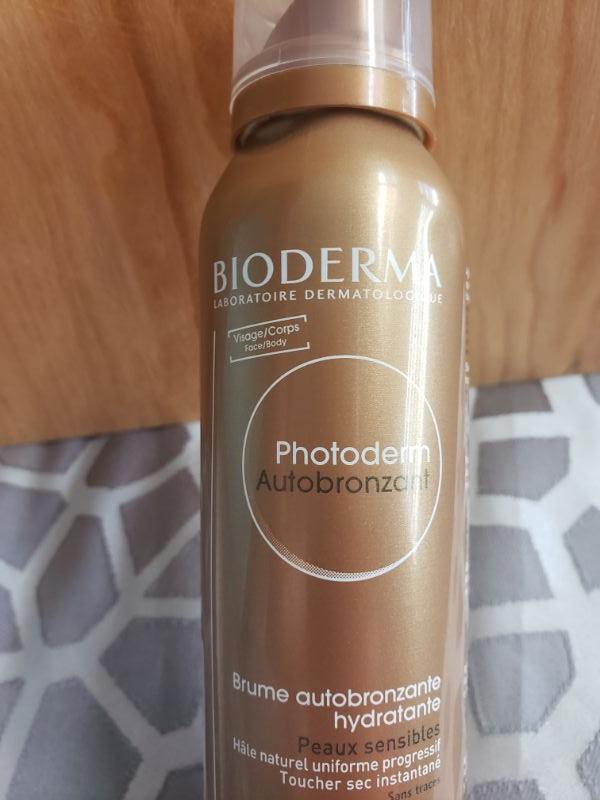 BIODERMA
LABORATOIRE DERMATOLOGIQUE
Visage/Corps
Face/Body
Photoderm
Autobronzant
Brume autobronzante
hydratante
Peaux sensibles
Hâle naturel uniforme progressif
Toucher sec instantané
Sans traces